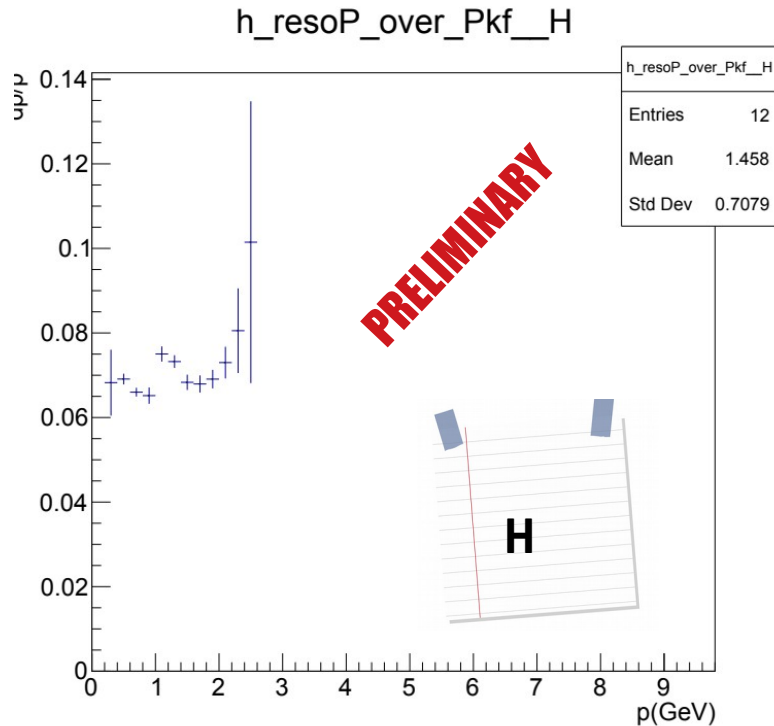 h_resoP_over_Pkf__H
h_resoP_over_Pkf__H
Entries 12
Mean 1.458
Std Dev 0.7079
dp/p
0.14
0.12
0.1
0.08
0.06
0.04
0.02
0
PRELIMINARY
H
0 1 2 3 4 5 6 7 8 9
p(GeV)